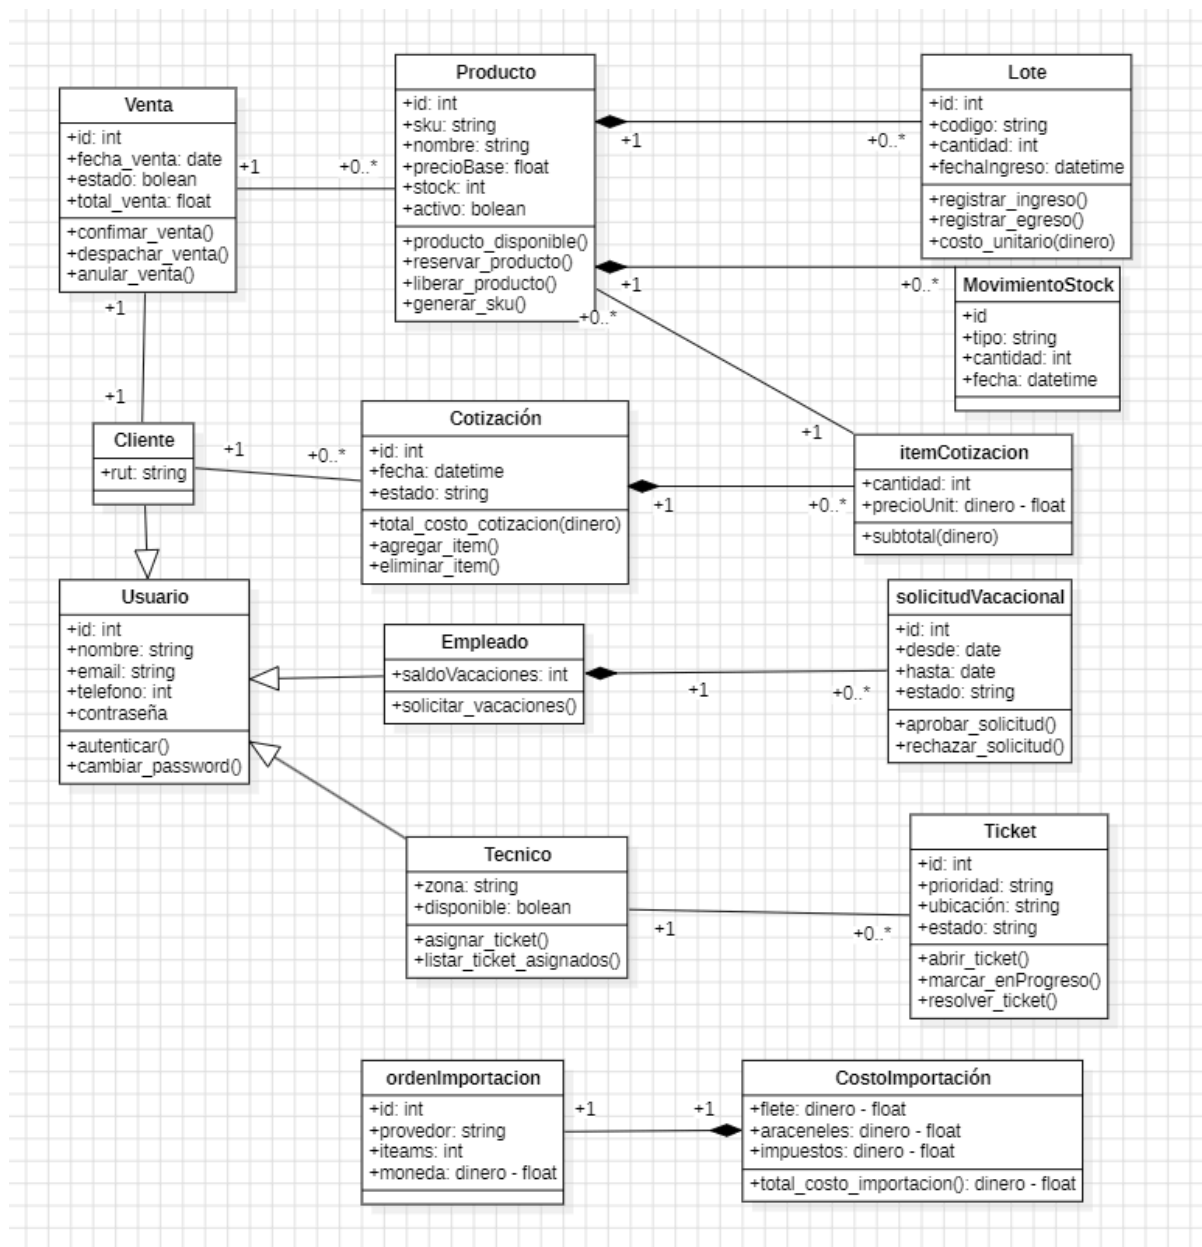 Venta
+id: int
+fecha_venta: date
+estado: bolean
+total_venta: float
+confimar_venta()
+despachar_venta()
+anular_venta()
+1
+0..*
Producto
+id: int
+sku: string
+nombre: string
+precioBase: float
+stock: int
+activo: bolean
+producto_disponible()
+reservar_producto()
+liberar_producto()
+generar_sku()
+1
+0..*
Lote
+id: int
+codigo: string
+cantidad: int
+fechaIngreso: datetime
+registrar_ingreso()
+registrar_egreso()
+costo_unitario(dinero)
+1
+0..*
MovimientoStock
+id
+tipo: string
+cantidad: int
+fecha: datetime
+0..*
+1
+1
+1
Cliente
+rut: string
+1
+0..*
Cotización
+id: int
+fecha: datetime
+estado: string
+total_costo_cotizacion(dinero)
+agregar_item()
+eliminar_item()
+1
+0..*
itemCotizacion
+cantidad: int
+precioUnit: dinero - float
+subtotal(dinero)
Usuario
+id: int
+nombre: string
+email: string
+telefono: int
+contraseña
+autenticar()
+cambiar_password()
Empleado
+saldoVacaciones: int
+solicitar_vacaciones()
+1
+0..*
solicitudVacacional
+id: int
+desde: date
+hasta: date
+estado: string
+aprobar_solicitud()
+rechazar_solicitud()
Tecnico
+zona: string
+disponible: bolean
+asignar_ticket()
+listar_ticket_asignados()
+1
+0..*
Ticket
+id: int
+prioridad: string
+ubicación: string
+estado: string
+abrir_ticket()
+marcar_enProgreso()
+resolver_ticket()
ordenImportacion
+id: int
+provedor: string
+iteams: int
+moneda: dinero - float
+1
+1
CostoImportación
+flete: dinero - float
+araceneles: dinero - float
+impuestos: dinero - float
+total_costo_importacion(): dinero - float